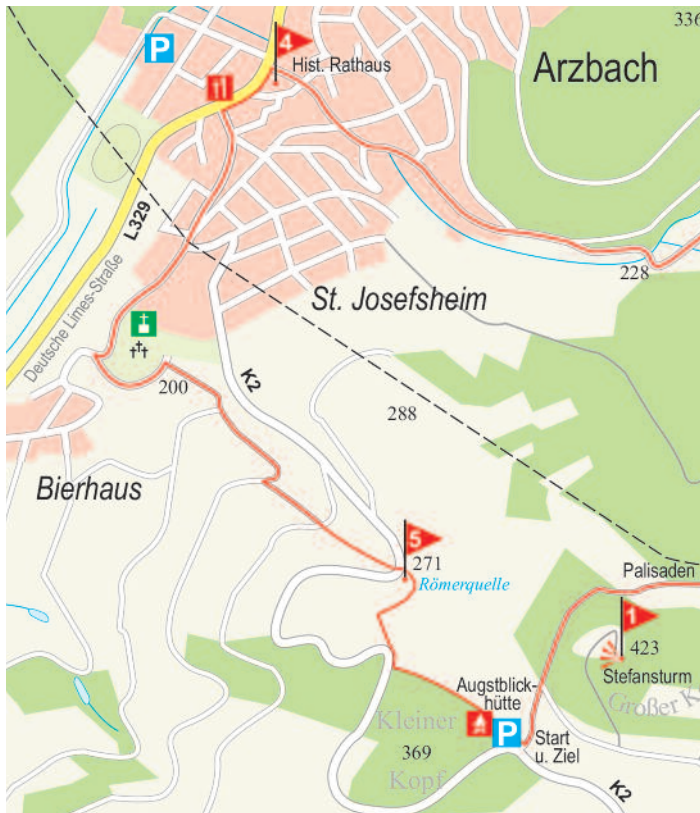 336
P
4
Hist. Rathaus
Arzbach
L329
Deutsche Limes-Straße
228
St. Josefsheim
K2
200
288
Bierhaus
5
271
Römerquelle
Palisaden
1
423
Stefansturm
Großer K
Augstblick-
hütte
Kleiner
P
Start
u. Ziel
369
Kopf
K2